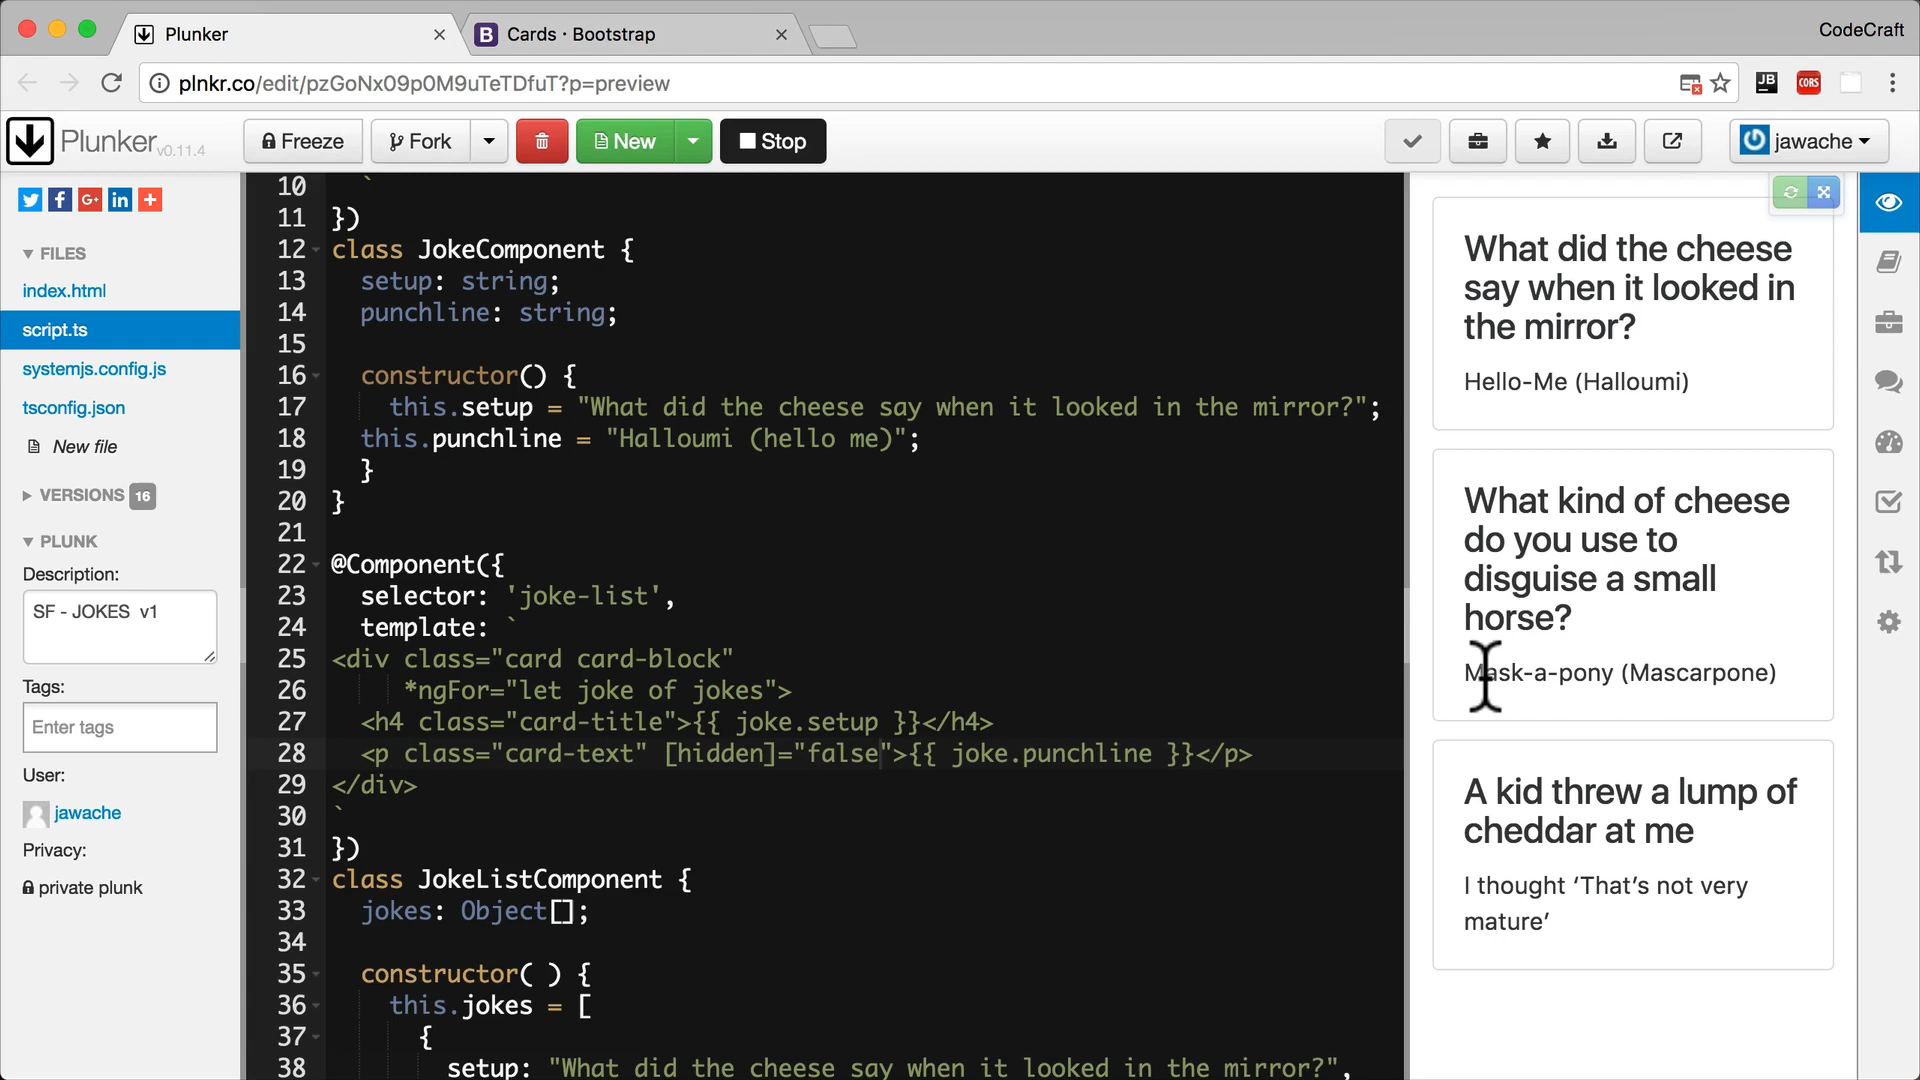 Plunker
Cards · Bootstrap
CodeCraft
plnkr.co/edit/pzGoNx09p0M9uTeTDfuT?p=preview
JB
CORS
Plunker v0.11.4
Freeze
Fork
New
Stop
jawache
FILES
index.html
script.ts
systemjs.config.js
tsconfig.json
New file
VERSIONS 16
PLUNK
Description:
SF - JOKES v1
Tags:
Enter tags
User:
jawache
Privacy:
private plunk
10 `
11 })
12 class JokeComponent {
13 setup: string;
14 punchline: string;
15
16 constructor() {
17 this.setup = "What did the cheese say when it looked in the mirror?";
18 this.punchline = "Halloumi (hello me)";
19 }
20 }
21
22 @Component({
23 selector: 'joke-list',
24 template: `
25 <div class="card card-block"
26 *ngFor="let joke of jokes">
27 <h4 class="card-title">{{ joke.setup }}</h4>
28 <p class="card-text" [hidden]="false">{{ joke.punchline }}</p>
29 </div>
30 `
31 })
32 class JokeListComponent {
33 jokes: Object[];
34
35 constructor( ) {
36 this.jokes = [
37 {
38 setup: "What did the cheese say when it looked in the mirror?",
What did the cheese
say when it looked in
the mirror?
Hello-Me (Halloumi)
What kind of cheese
do you use to
disguise a small
horse?
Mask-a-pony (Mascarpone)
A kid threw a lump of
cheddar at me
I thought ‘That’s not very
mature’